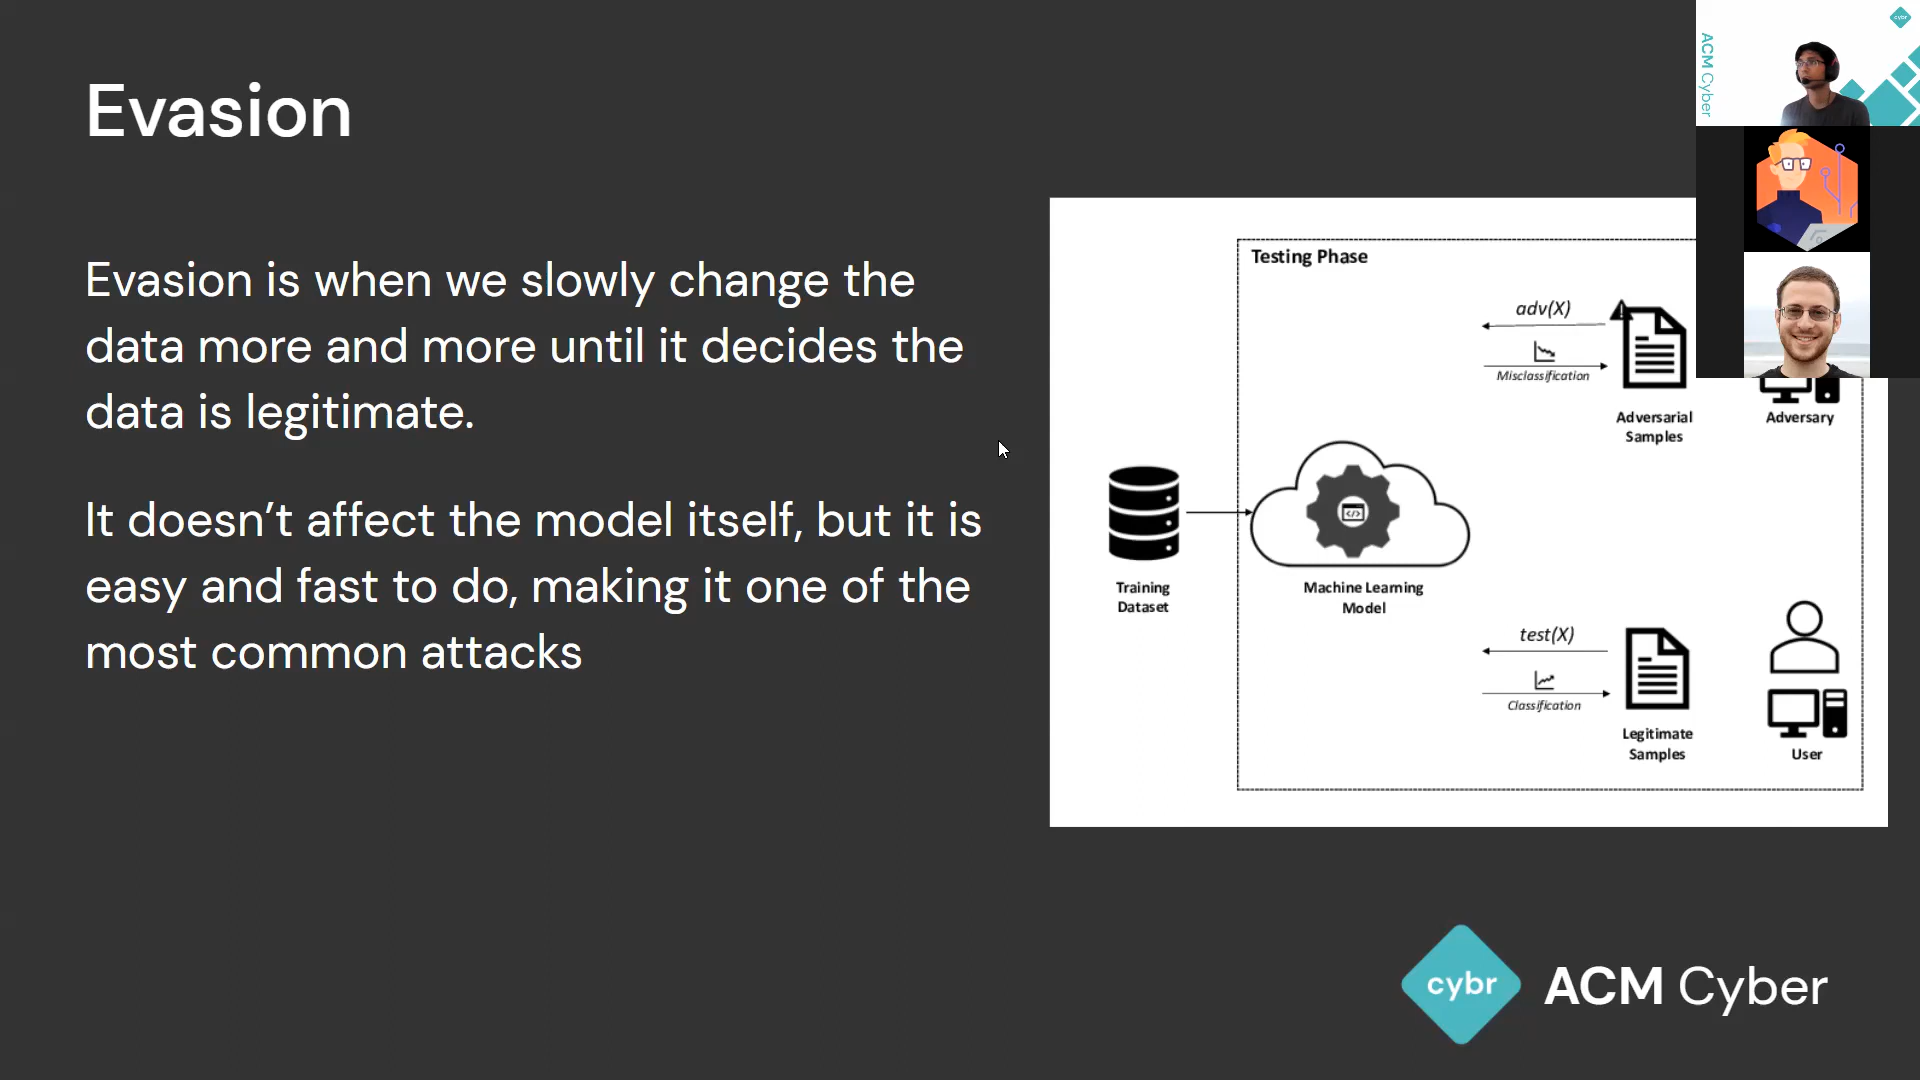 Evasion
Evasion is when we slowly change the
data more and more until it decides the
data is legitimate.
It doesn’t affect the model itself, but it is
easy and fast to do, making it one of the
most common attacks
Testing Phase
adv(X)
Misclassification
Adversarial
Samples
Adversary
Training
Dataset
</>
Machine Learning
Model
test(X)
Classification
Legitimate
Samples
User
cybr
ACM Cyber
ACM Cyber
cybr